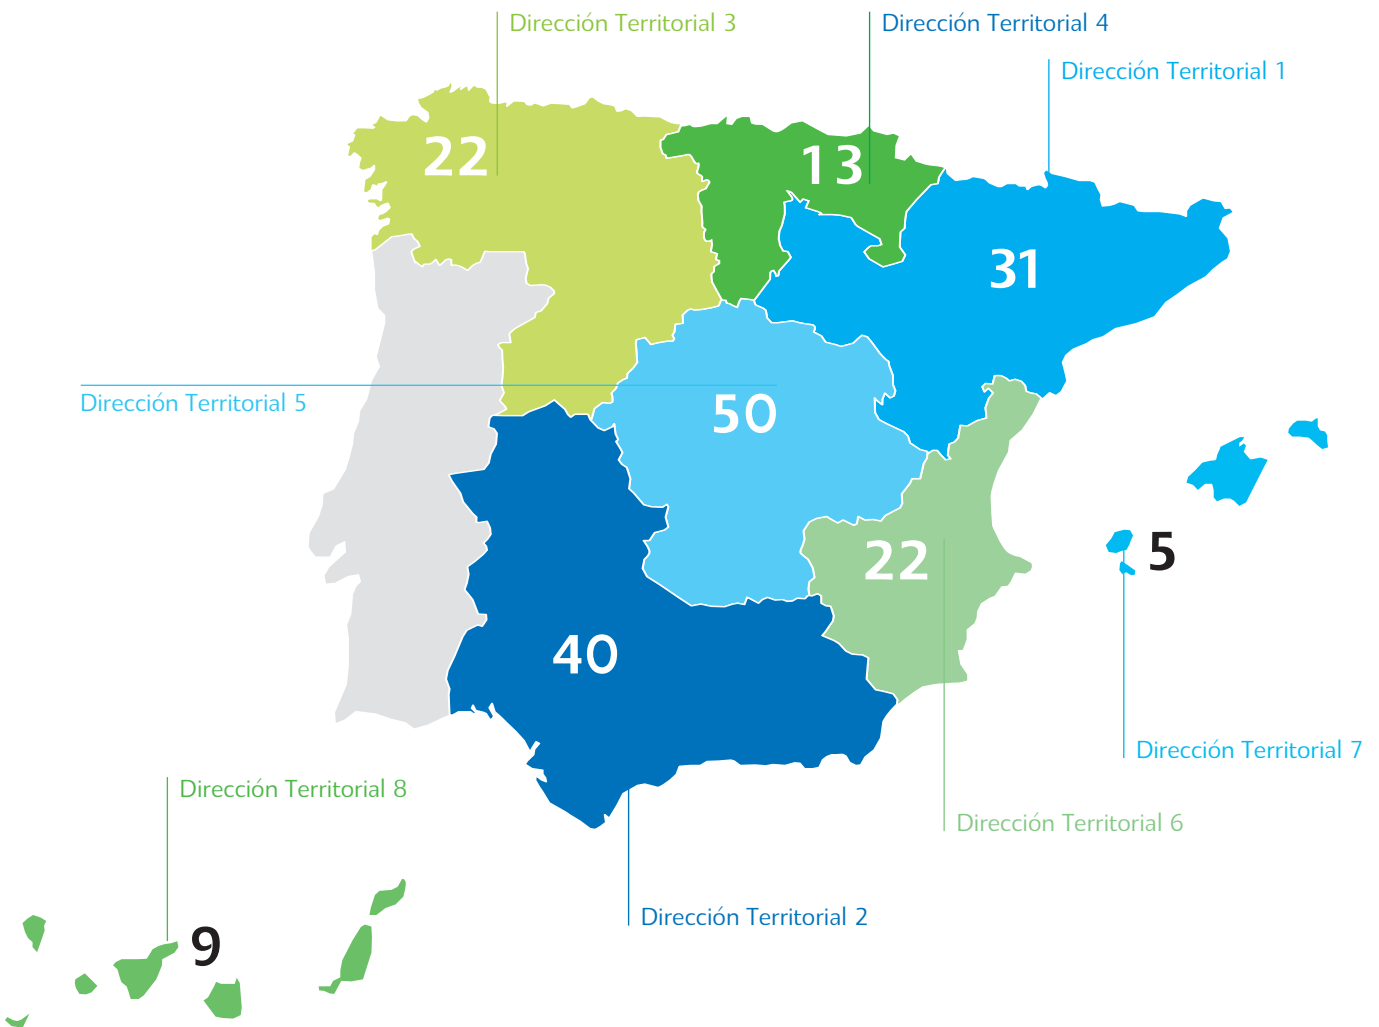 Dirección Territorial 3
Dirección Territorial 4
Dirección Territorial 1
22
13
31
Dirección Territorial 5
50
22
5
40
Dirección Territorial 7
Dirección Territorial 8
Dirección Territorial 6
Dirección Territorial 2
9